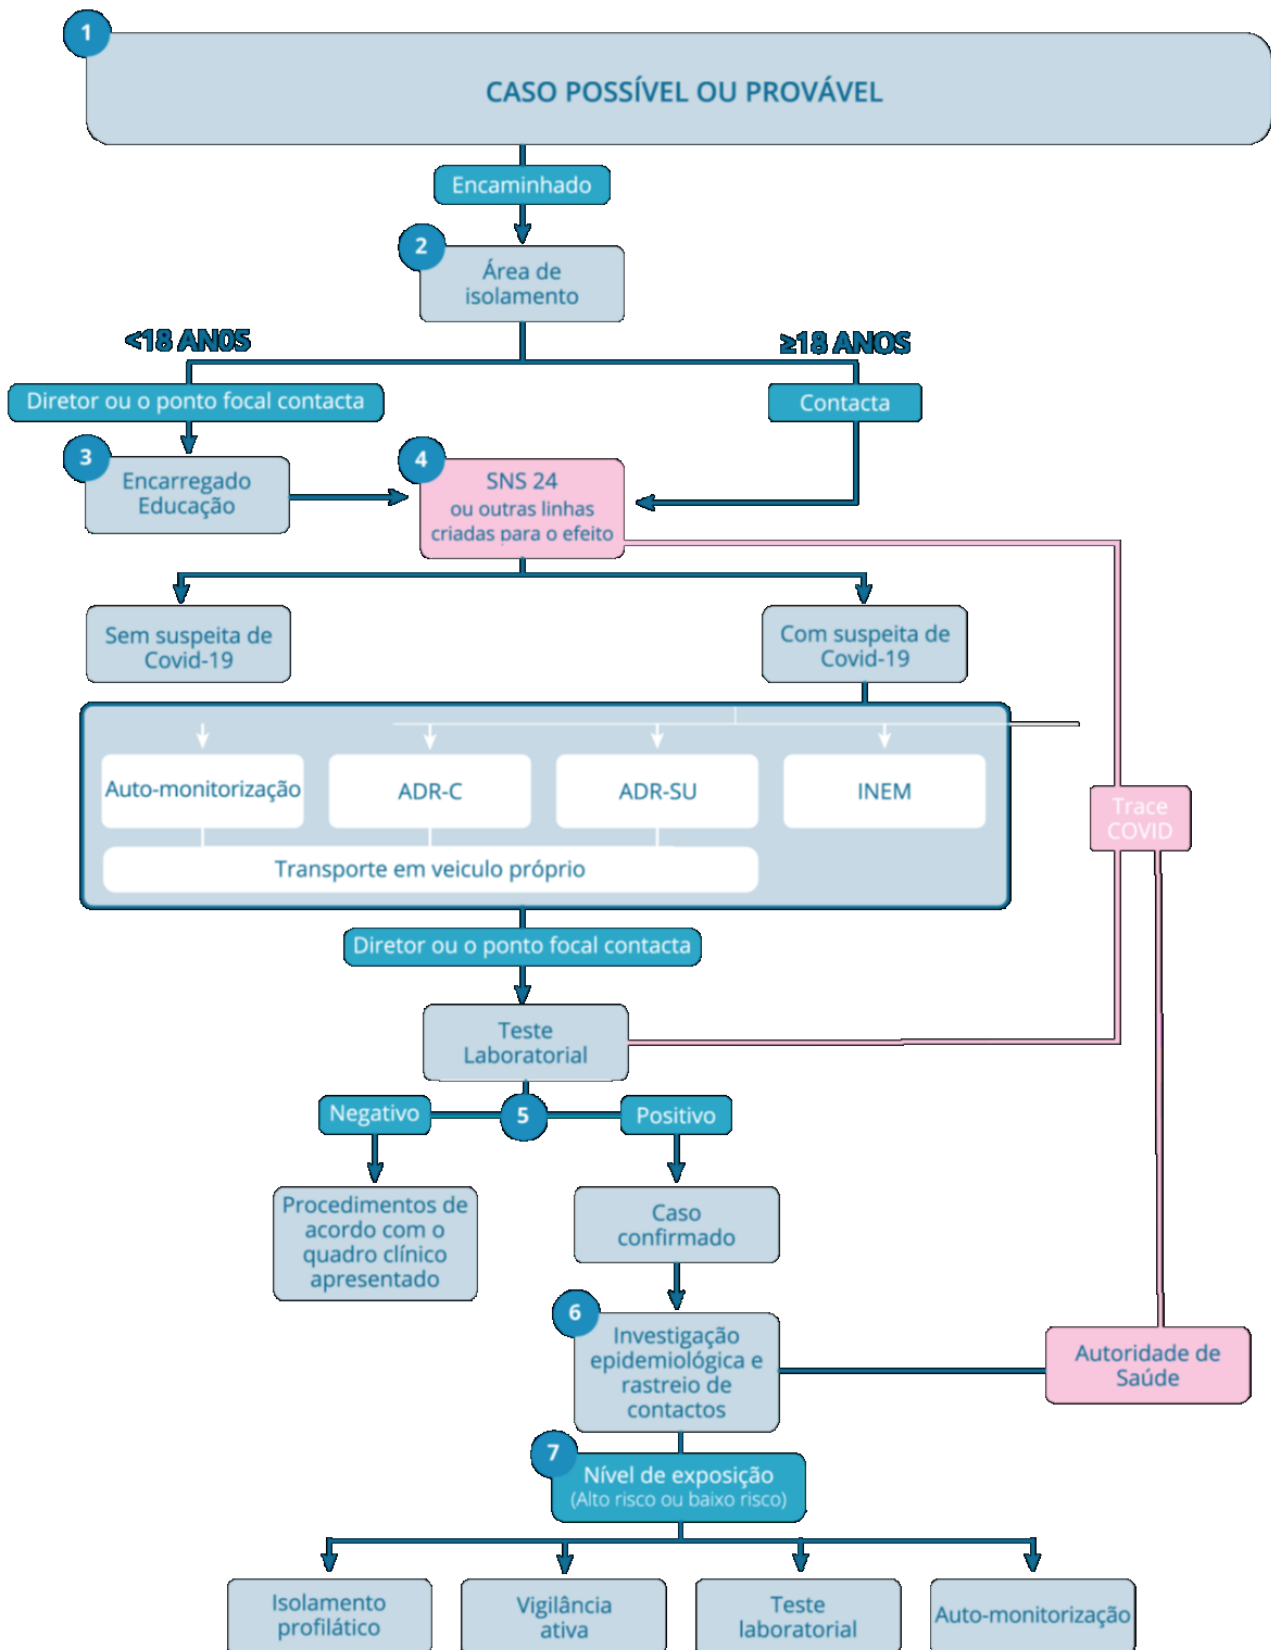 1
CASO POSSÍVEL OU PROVÁVEL
Encaminhado
2
Área de
isolamento
<18 AN0S
≥18 ANOS
Diretor ou o ponto focal contacta
Contacta
3
Encarregado
Educação
4
SNS 24
ou outras linhas
criadas para o efeito
Sem suspeita de
Covid-19
Com suspeita de
Covid-19
Auto-monitorização
ADR-C
ADR-SU
INEM
Trace
COVID
Transporte em veiculo próprio
Diretor ou o ponto focal contacta
Teste
Laboratorial
Negativo
5
Positivo
Procedimentos de
acordo com o
quadro clínico
apresentado
Caso
confirmado
6
Investigação
epidemiológica e
rastreio de
contactos
Autoridade de
Saúde
7
Nível de exposição
(Alto risco ou baixo risco)
Isolamento
profilático
Vigilância
ativa
Teste
laboratorial
Auto-monitorização